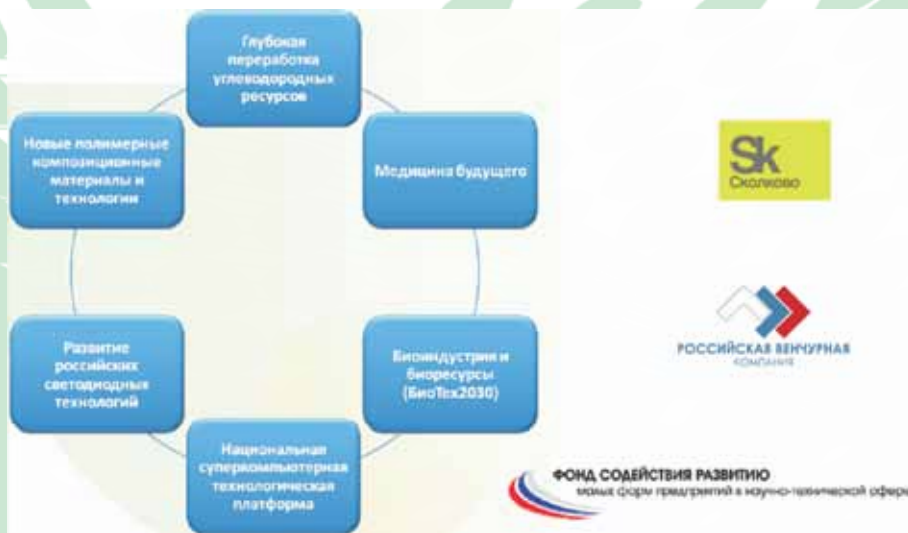 Глубокая
переработка
углеводородных
ресурсов
Медицина будущего
Биоиндустрия и
биоресурсы
(БиоТех2030)
Национальная
суперкомпьютерная
технологическая
платформа
Развитие
российских
светодиодных
технологий
Новые полимерные
композиционные
материалы и
технологии
Sk
Сколково
РОССИЙСКАЯ ВЕНЧУРНАЯ
КОМПАНИЯ
ФОНД СОДЕЙСТВИЯ РАЗВИТИЮ
малых форм предприятий в научно-технической сфере